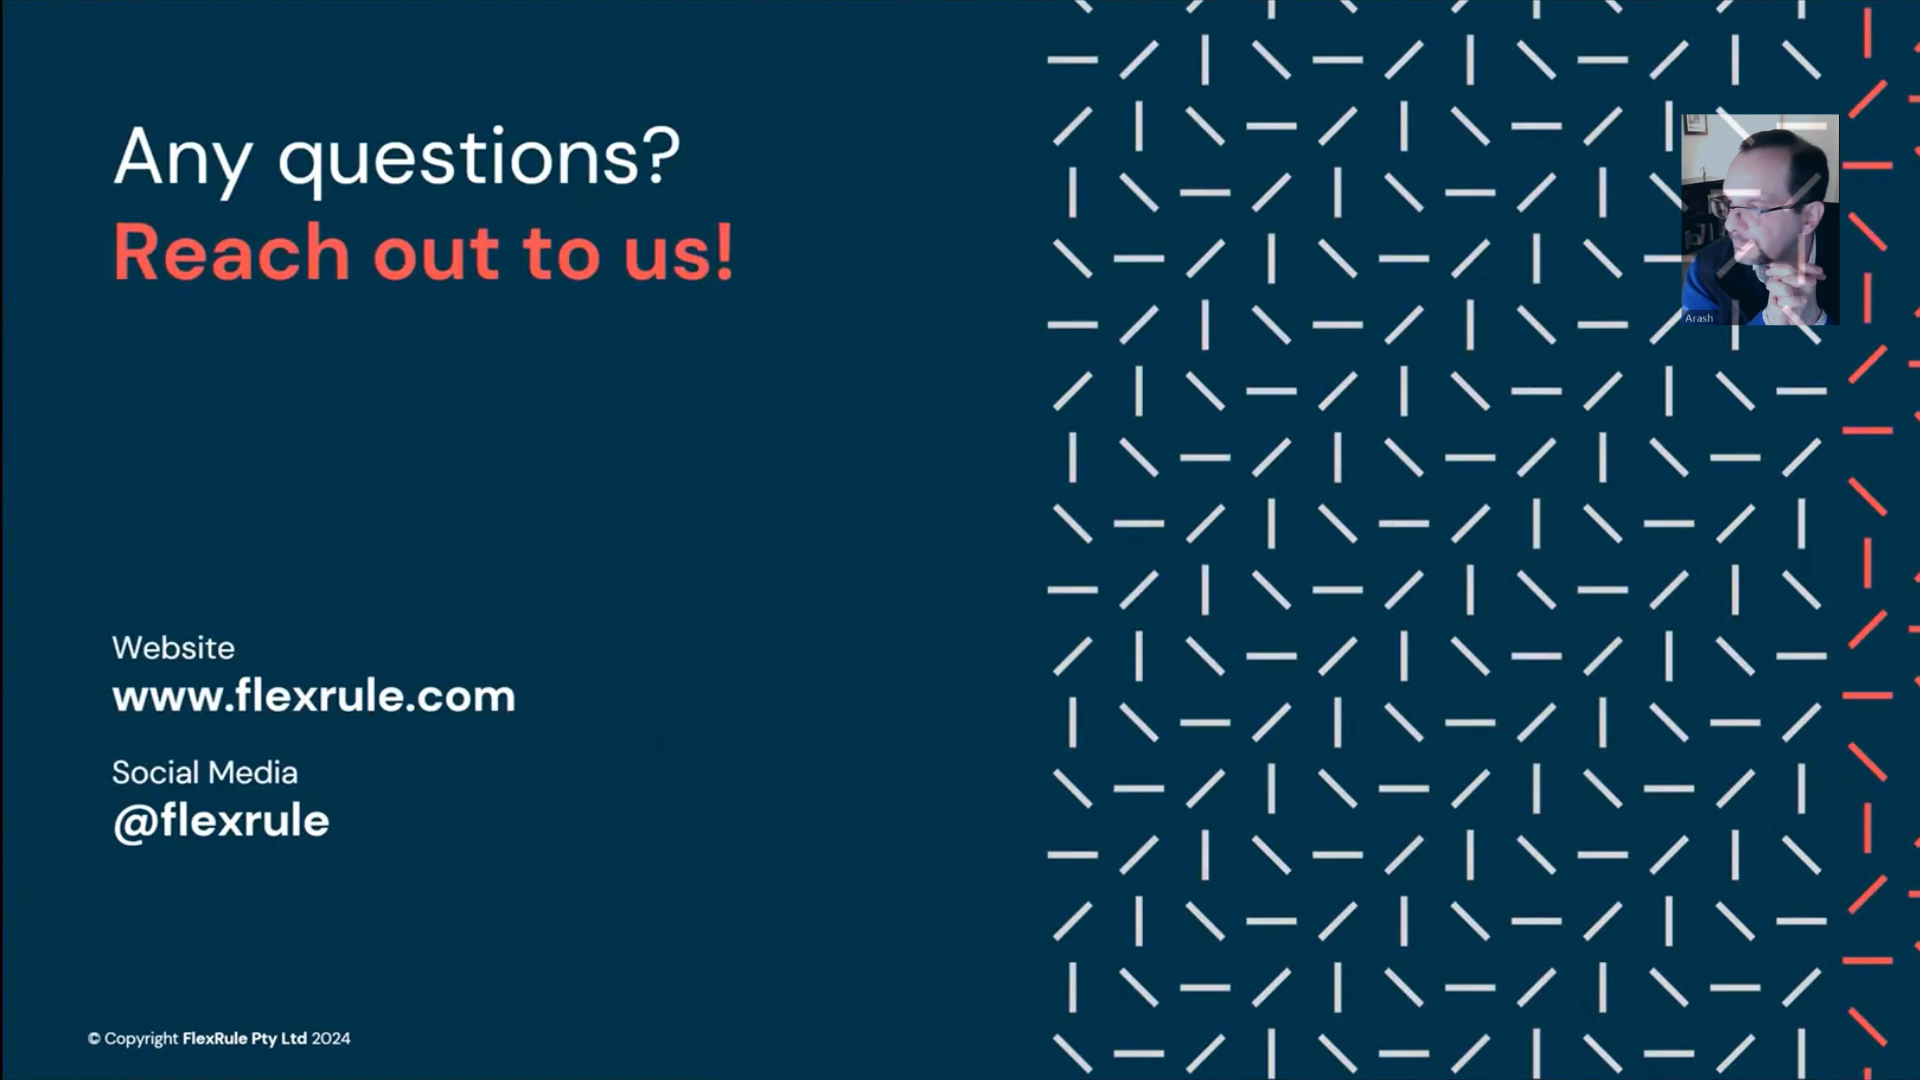 Any questions?
Reach out to us!
Arash
Website
www.flexrule.com
Social Media
@flexrule
© Copyright FlexRule Pty Ltd 2024